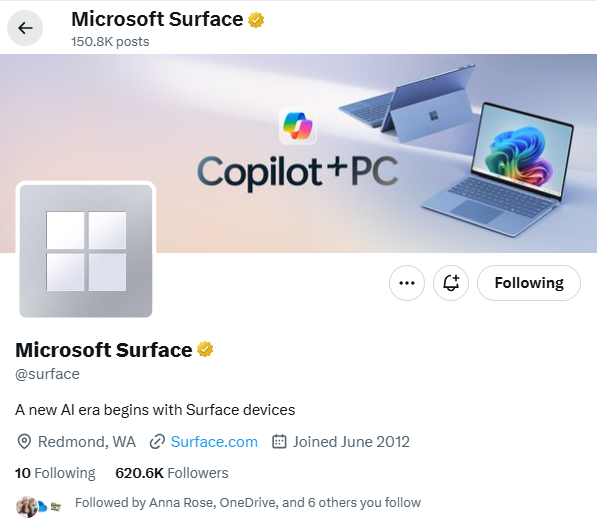 Microsoft Surface
150.8K posts
Copilot+PC
Following
Microsoft Surface
@surface
A new AI era begins with Surface devices
Redmond, WA Surface.com Joined June 2012
10 Following 620.6K Followers
Followed by Anna Rose, OneDrive, and 6 others you follow